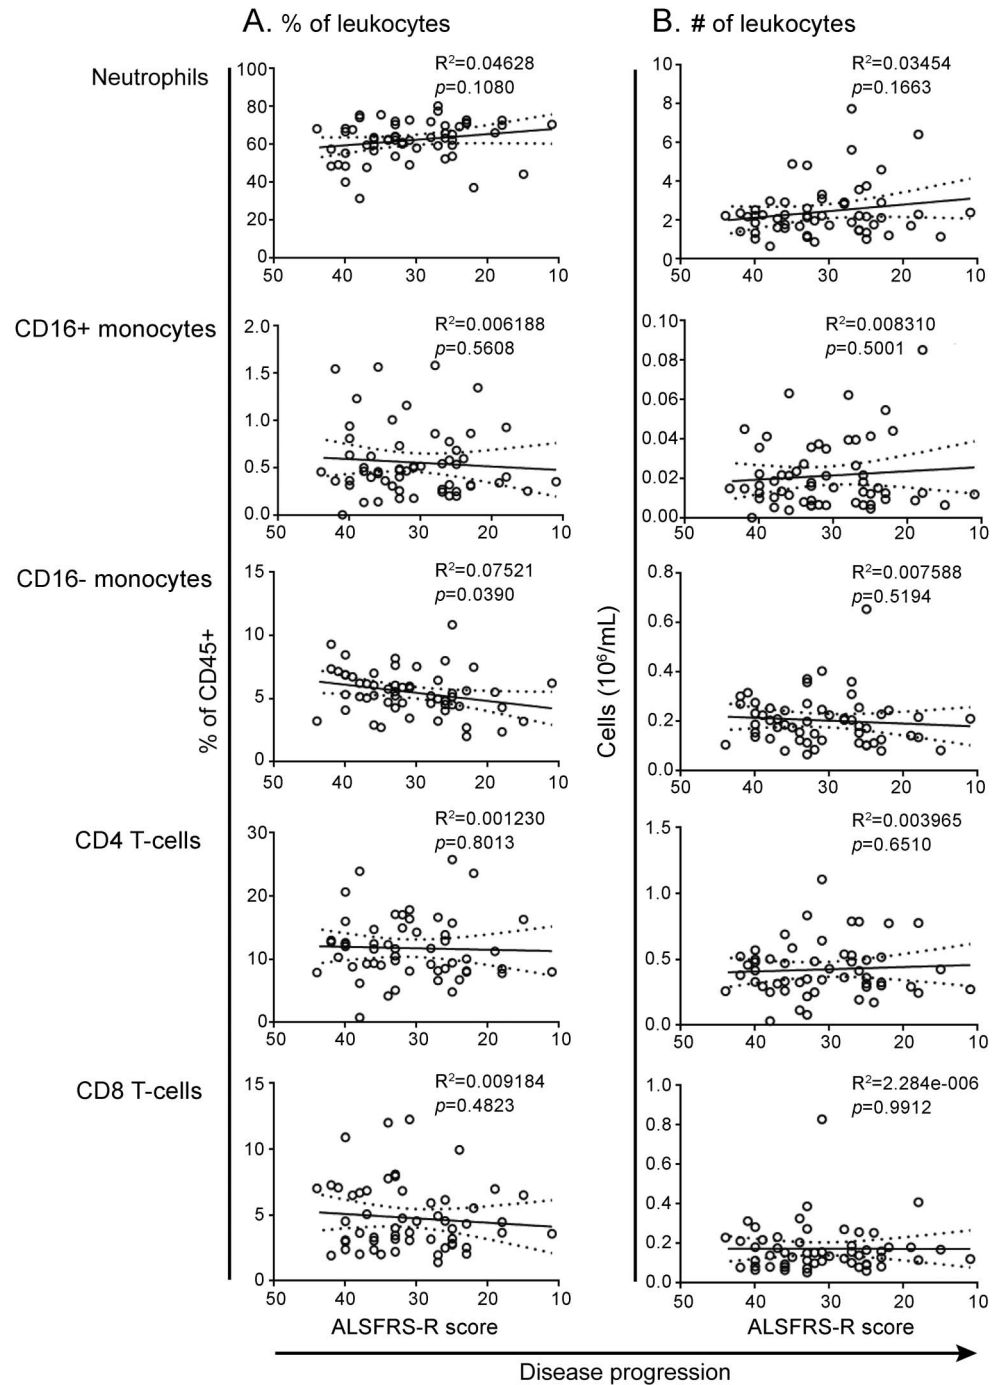 A. % of leukocytes
B. # of leukocytes
Neutrophils
R²=0.04628
p=0.1080
100
80
60
40
20
0
50 40 30 20 10
R²=0.03454
p=0.1663
10
8
6
4
2
0
50 40 30 20 10
CD16+ monocytes
R²=0.006188
p=0.5608
2.0
1.5
1.0
0.5
0.0
50 40 30 20 10
R²=0.008310
p=0.5001
0.10
0.08
0.06
0.04
0.02
0.00
50 40 30 20 10
CD16- monocytes
R²=0.07521
p=0.0390
15
10
5
0
50 40 30 20 10
R²=0.007588
p=0.5194
0.8
0.6
0.4
0.2
0.0
50 40 30 20 10
% of CD45+
Cells (10⁶/mL)
CD4 T-cells
R²=0.001230
p=0.8013
30
20
10
0
50 40 30 20 10
R²=0.003965
p=0.6510
1.5
1.0
0.5
0.0
50 40 30 20 10
CD8 T-cells
R²=0.009184
p=0.4823
15
10
5
0
50 40 30 20 10
R²=2.284e-006
p=0.9912
1.0
0.8
0.6
0.4
0.2
0.0
50 40 30 20 10
ALSFRS-R score
ALSFRS-R score
Disease progression